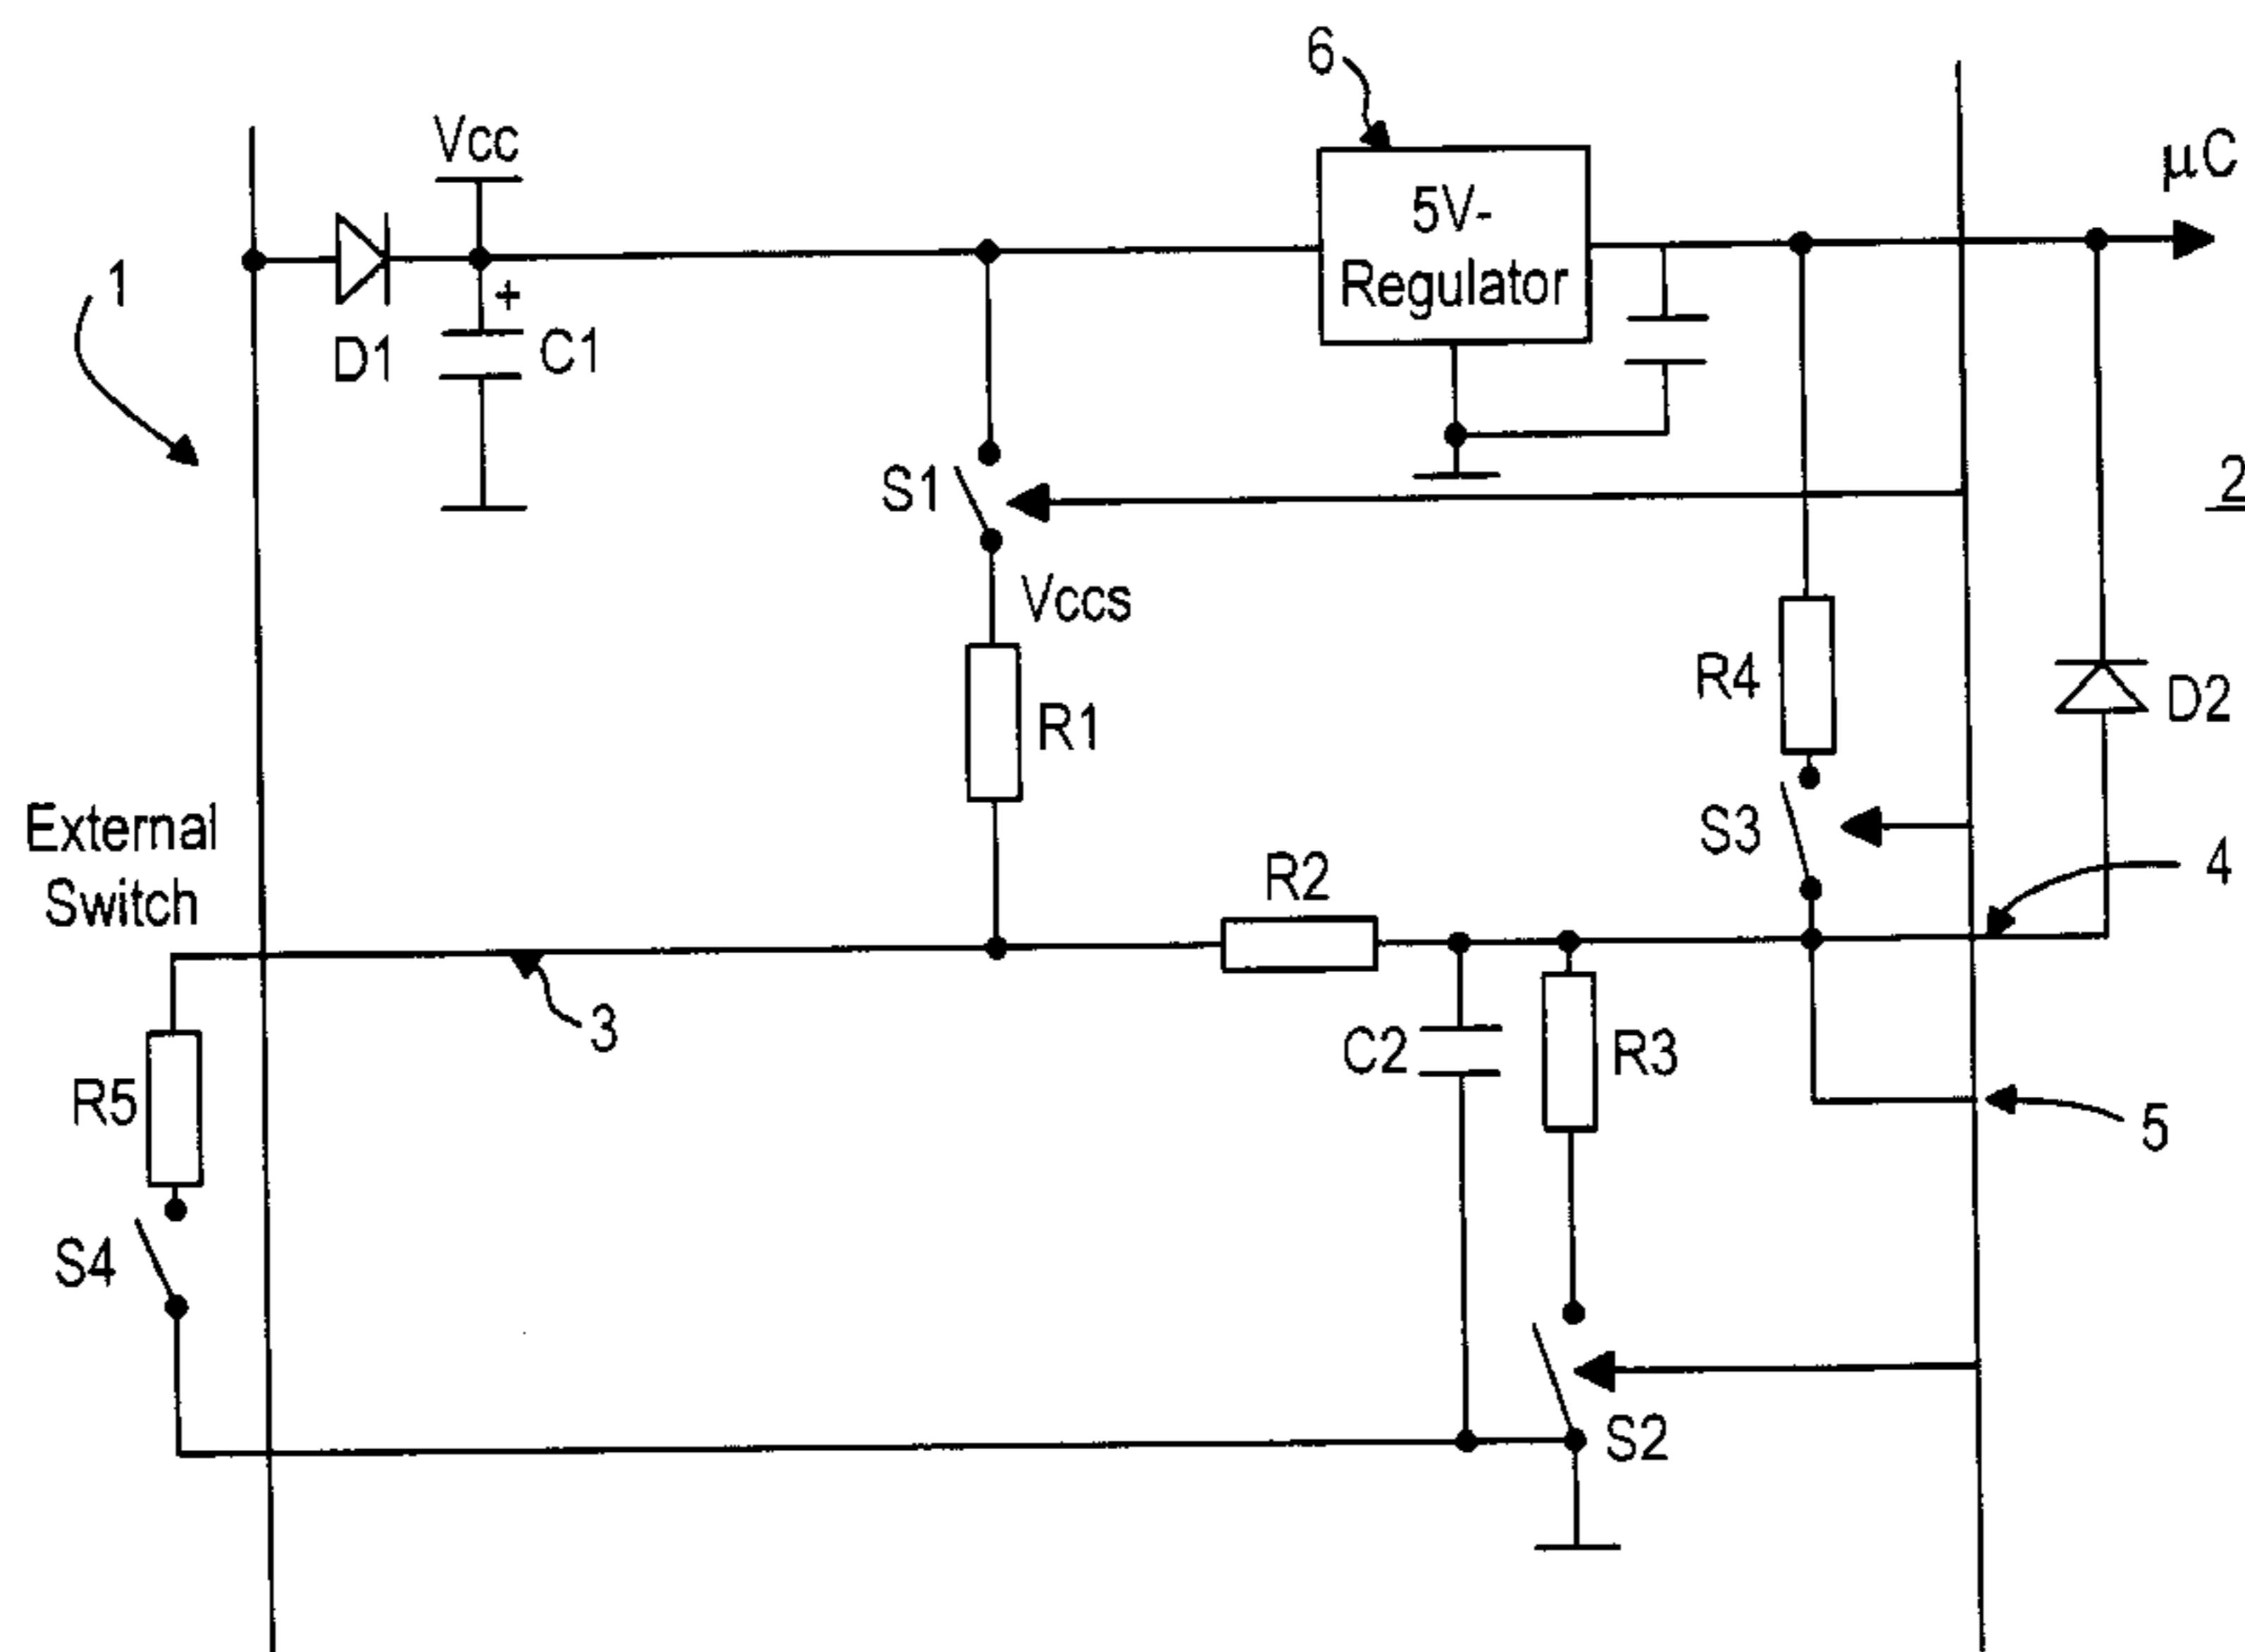 6
Vcc
µC
5V-
Regulator
1
+
D1
C1
S1
2
Vccs
R4
D2
R1
S3
External
Switch
R2
4
3
C2
R3
R5
5
S4
S2